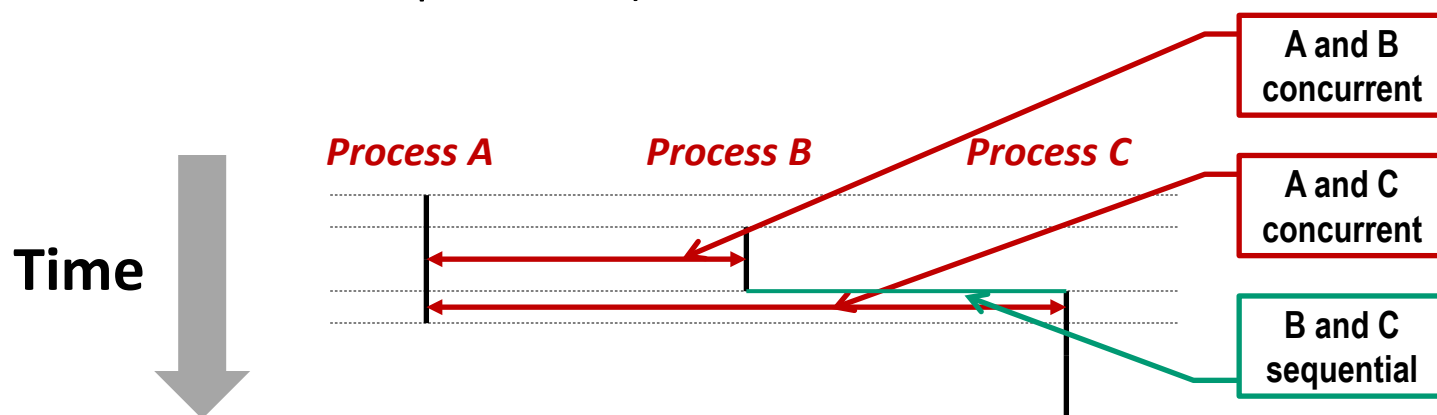 A and B
concurrent
Process A
Process B
Process C
A and C
concurrent
Time
B and C
sequential